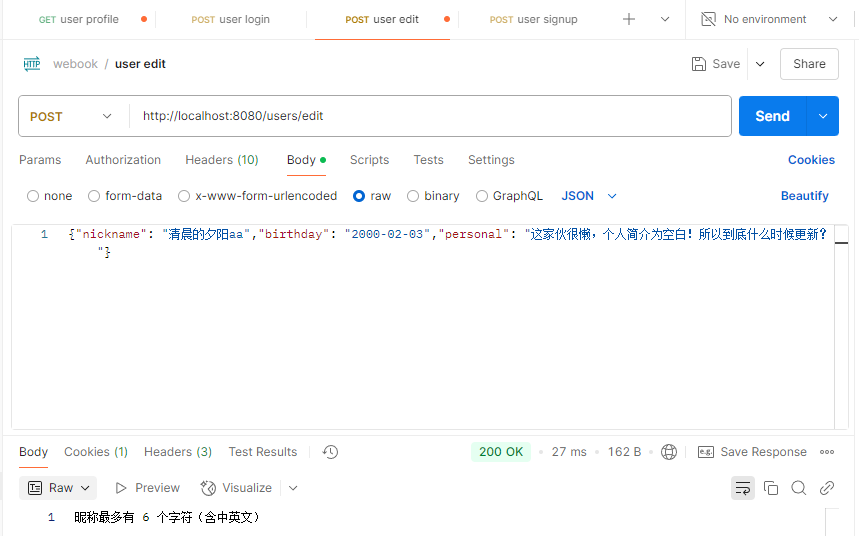 GET user profile
POST user login
POST user edit
POST user signup
No environment
HTTP webook / user edit
Save
Share
POST
http://localhost:8080/users/edit
Send
Params Authorization Headers (10) Body Scripts Tests Settings Cookies
none form-data x-www-form-urlencoded raw binary GraphQL JSON Beautify
1 {"nickname": "清晨的夕阳aa","birthday": "2000-02-03","personal": "这家伙很懒，个人简介为空白！所以到底什么时候更新？
"}
Body Cookies (1) Headers (3) Test Results 200 OK 27 ms 162 B e.g. Save Response
Raw Preview Visualize
1 昵称最多有 6 个字符（含中英文）